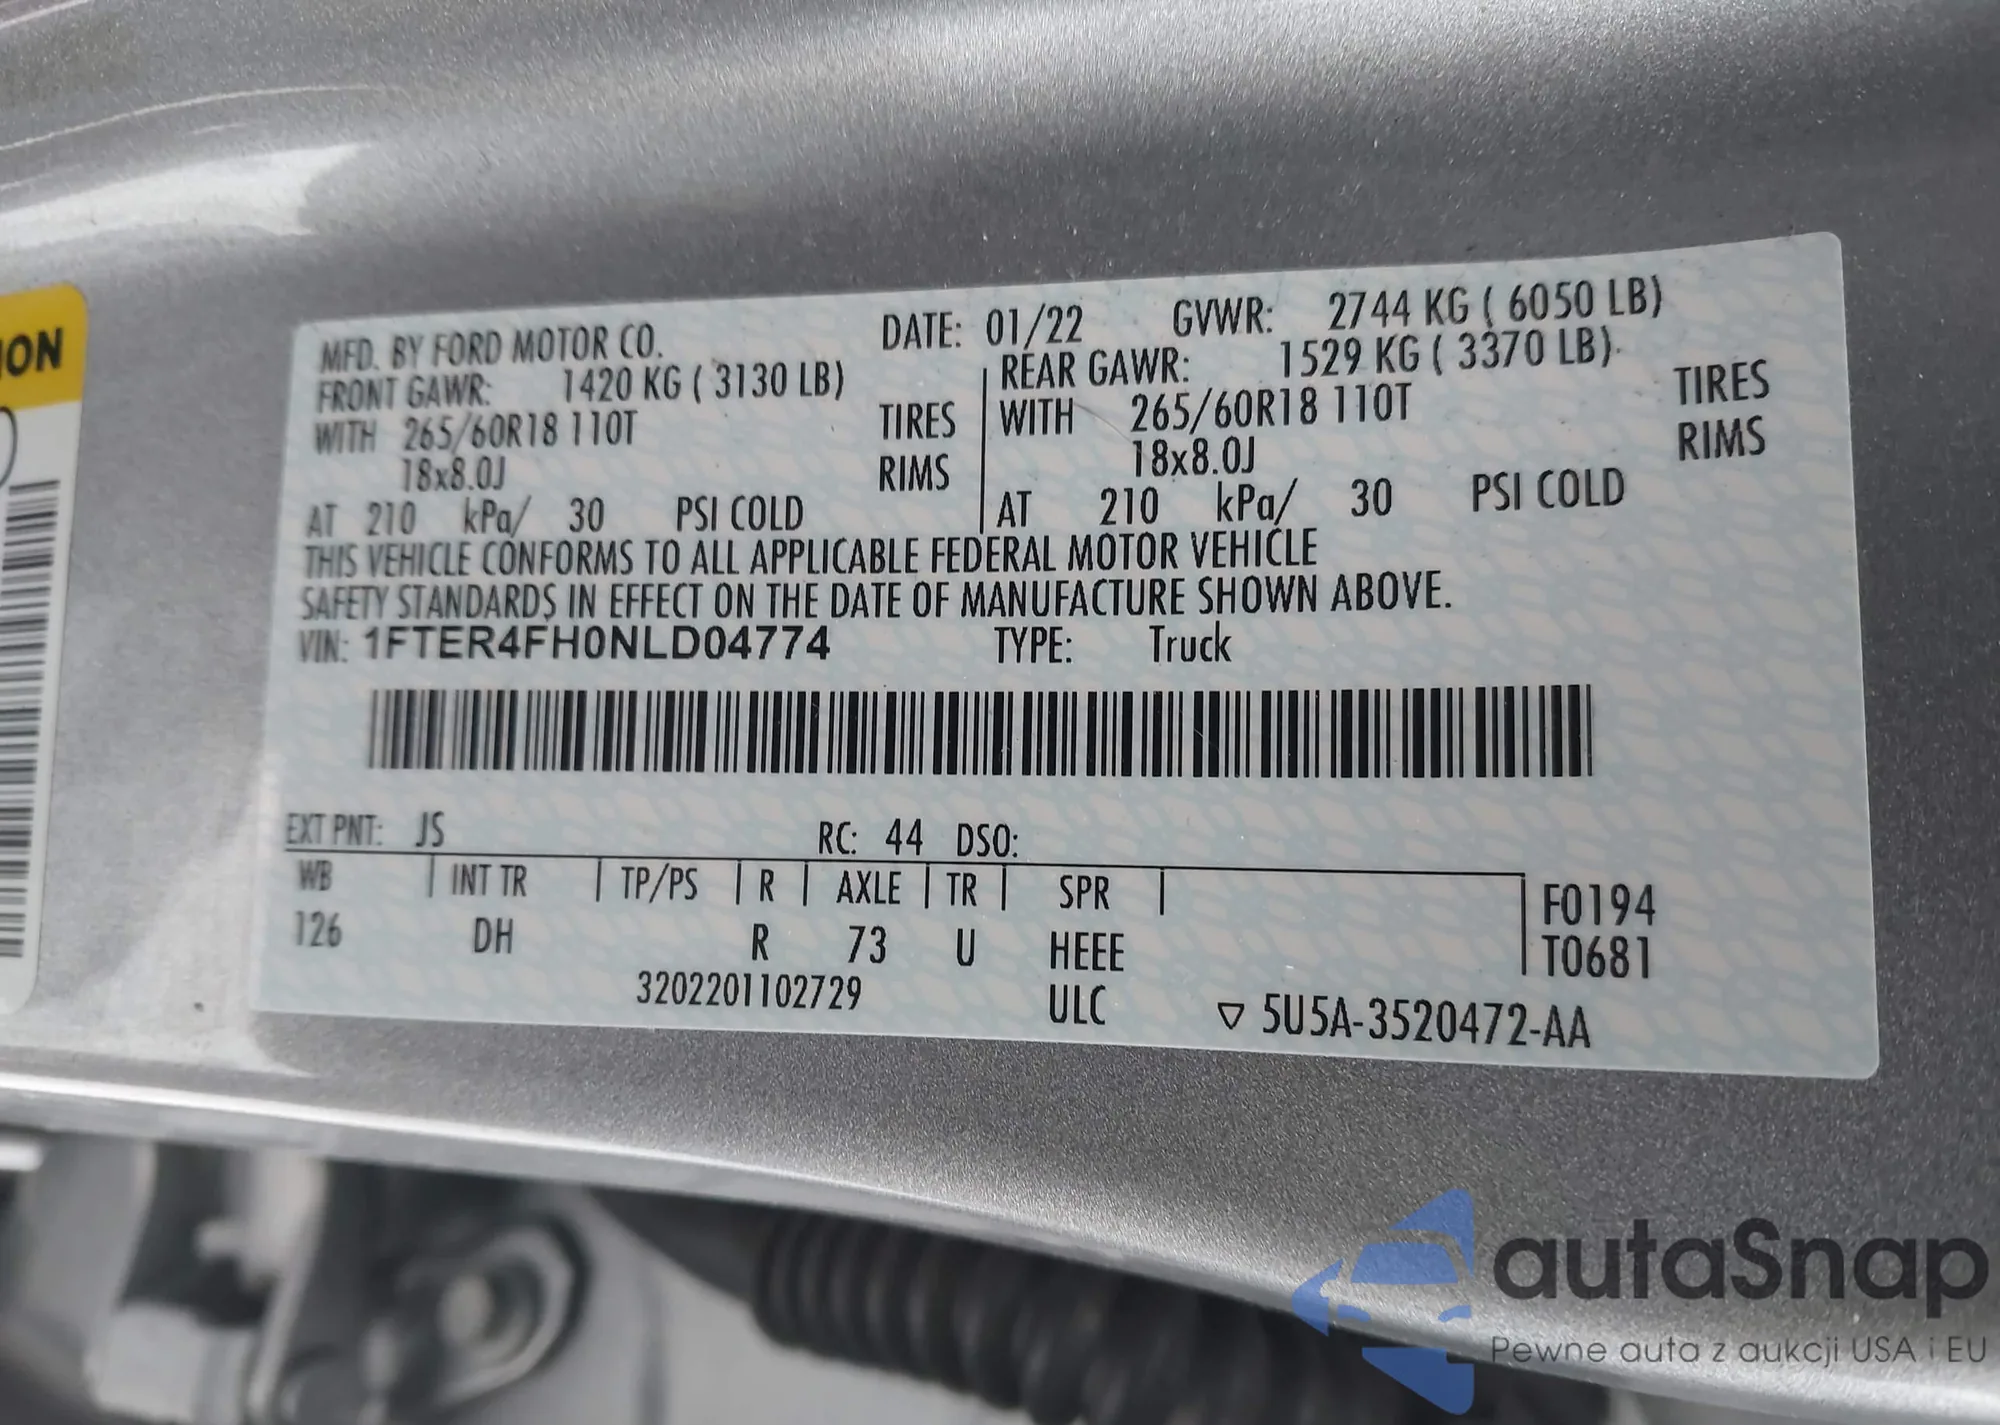 ION
MFD. BY FORD MOTOR CO. DATE: 01/22 GVWR: 2744 KG ( 6050 LB)
FRONT GAWR: 1420 KG ( 3130 LB) REAR GAWR: 1529 KG ( 3370 LB)
WITH 265/60R18 110T TIRES WITH 265/60R18 110T TIRES
18x8.0J RIMS 18x8.0J RIMS
AT 210 kPa/ 30 PSI COLD AT 210 kPa/ 30 PSI COLD
THIS VEHICLE CONFORMS TO ALL APPLICABLE FEDERAL MOTOR VEHICLE
SAFETY STANDARDS IN EFFECT ON THE DATE OF MANUFACTURE SHOWN ABOVE.
VIN: 1FTER4FH0NLD04774 TYPE: Truck
EXT PNT: JS RC: 44 DSO:
WB INT TR TP/PS R AXLE TR SPR F0194
126 DH R 73 U HEEE T0681
3202201102729 ULC ▽ 5U5A-3520472-AA
autaSnap
Pewne auta z aukcji USA i EU